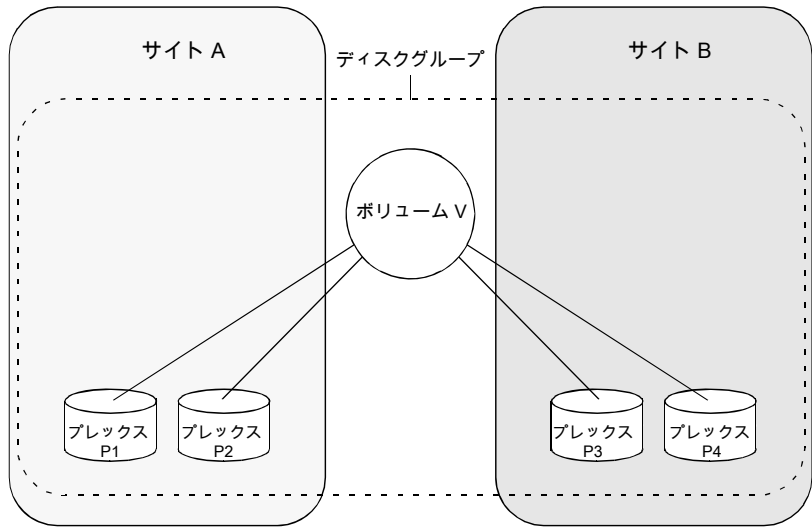 サイト A
ディスクグループ
サイト B
ボリューム V
プレックス
P1
プレックス
P2
プレックス
P3
プレックス
P4